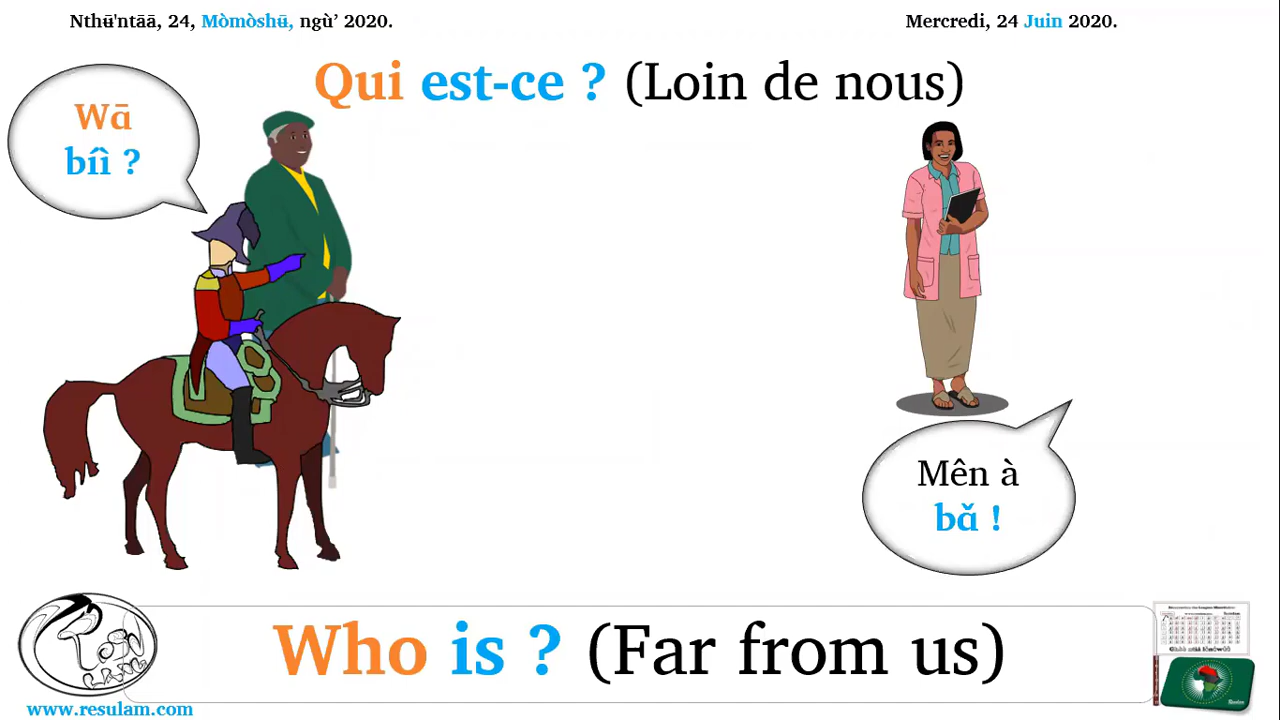 Nthʉ̄'ntāā, 24, Mòmòshʉ̄, ngù’ 2020.
Mercredi, 24 Juin 2020.
Qui est-ce ? (Loin de nous)
Wā
bíì ?
Mên à
bǎ !
Who is ? (Far from us)
www.resulam.com